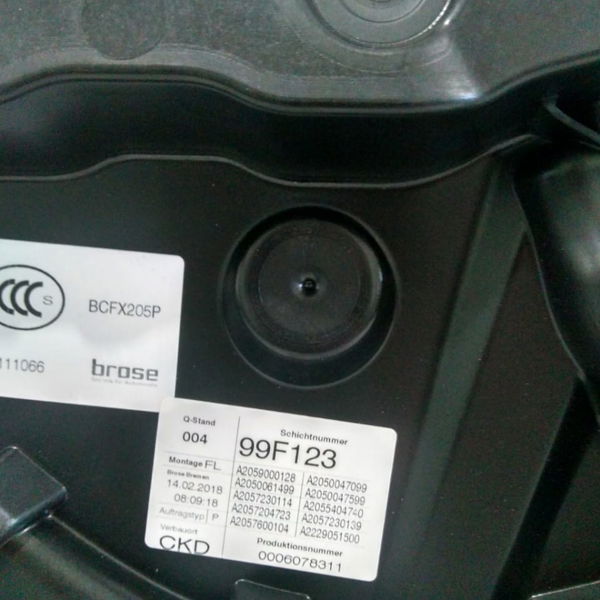 CCC S
BCFX205P
111066
brose
Q-Stand
004
Schichtnummer
99F123
Montage FL
Brose Bremen
14.02.2018
08:09:18
Auftragstyp P
Verbauort
CKD
A2059000128
A2050061499
A2057230114
A2057204723
A2057600104
A2050047099
A2050047599
A2055404740
A2057230139
A2229051500
Produktionsnummer
0006078311